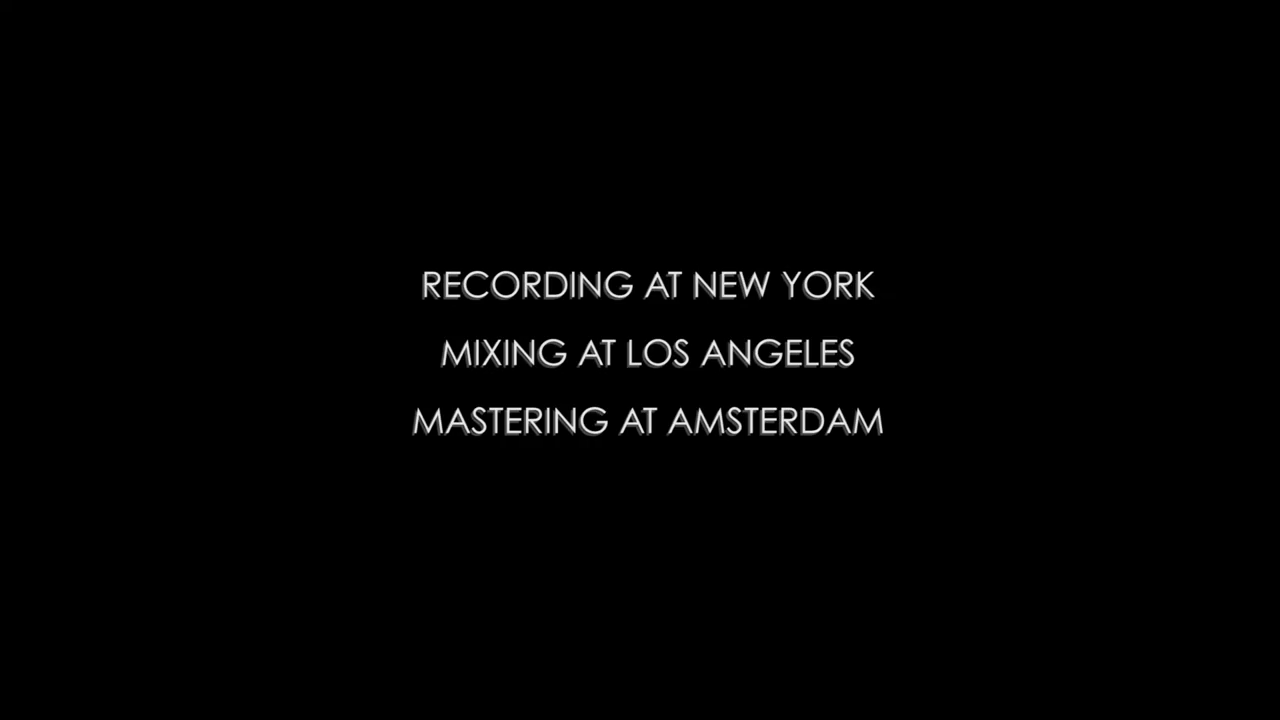 RECORDING AT NEW YORK
MIXING AT LOS ANGELES
MASTERING AT AMSTERDAM